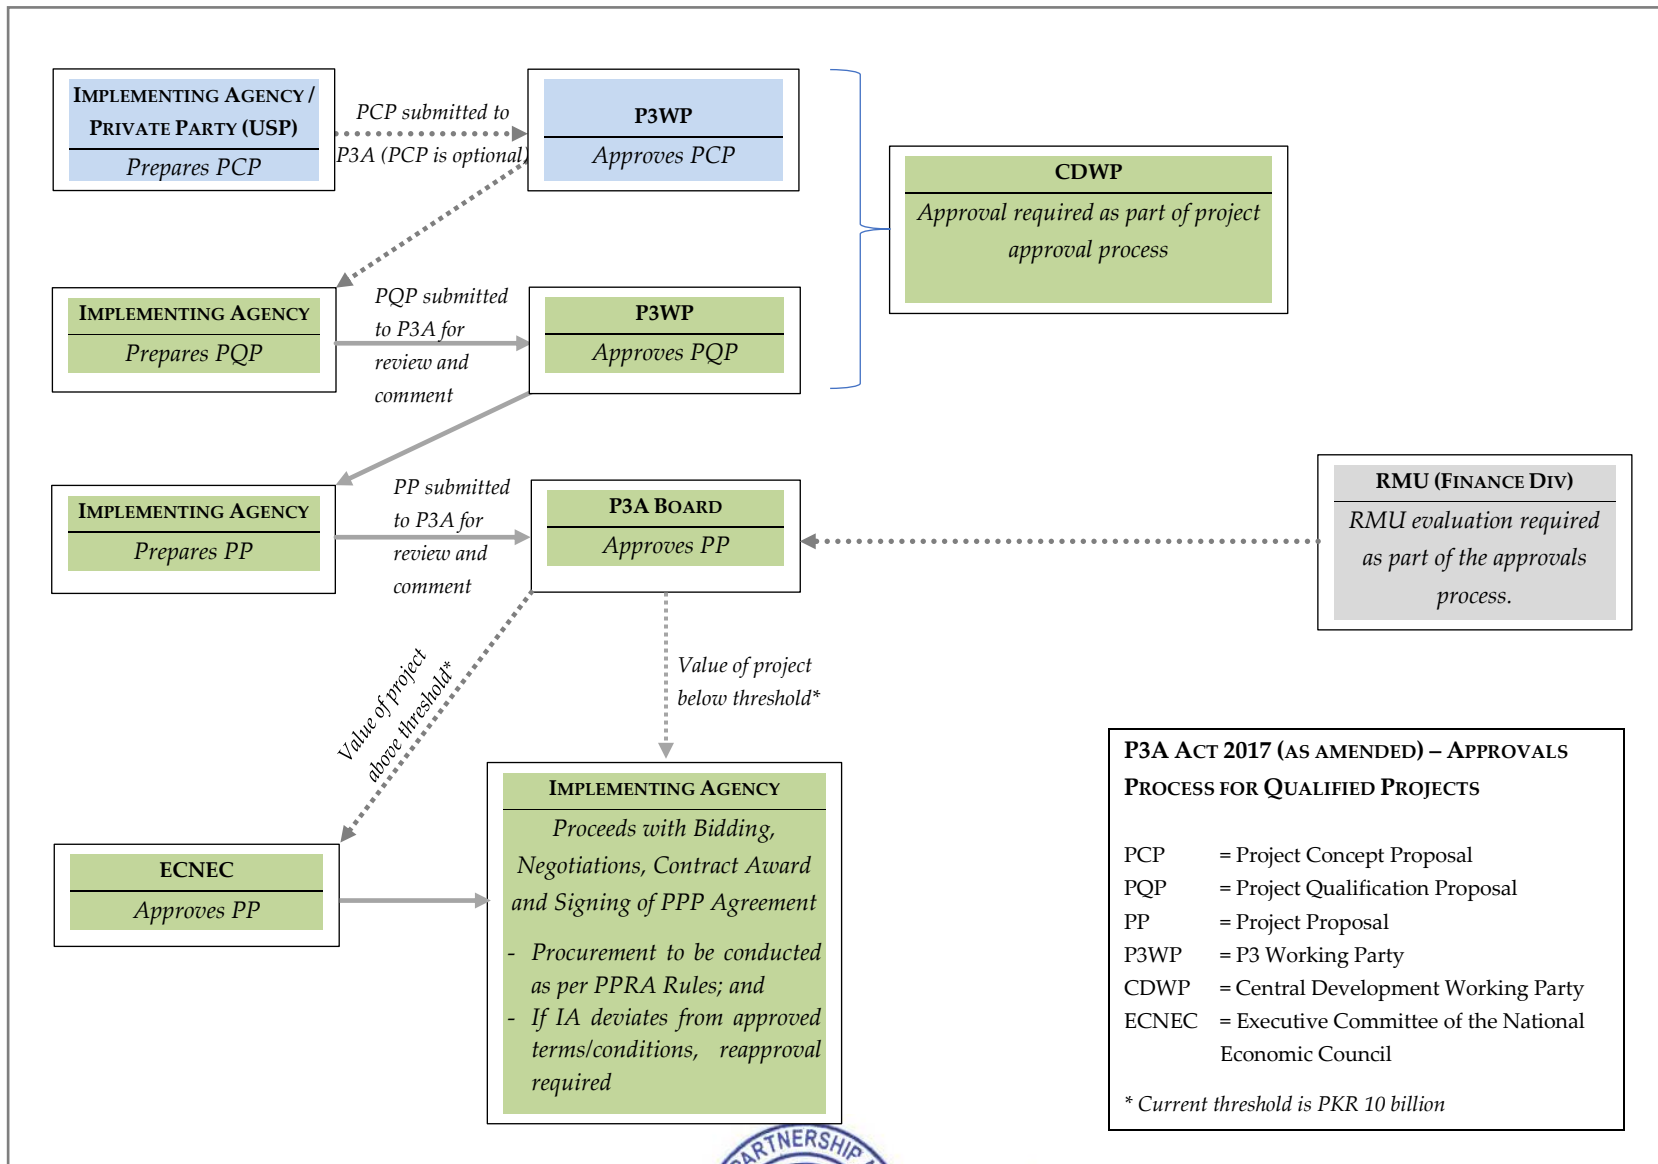 IMPLEMENTING AGENCY /
PRIVATE PARTY (USP)
Prepares PCP
PCP submitted to
P3A (PCP is optional)
P3WP
Approves PCP
CDWP
Approval required as part of project
approval process
IMPLEMENTING AGENCY
Prepares PQP
PQP submitted
to P3A for
review and
comment
P3WP
Approves PQP
IMPLEMENTING AGENCY
Prepares PP
PP submitted
to P3A for
review and
comment
P3A BOARD
Approves PP
RMU (FINANCE DIV)
RMU evaluation required
as part of the approvals
process.
Value of project
above threshold*
Value of project
below threshold*
ECNEC
Approves PP
IMPLEMENTING AGENCY
Proceeds with Bidding,
Negotiations, Contract Award
and Signing of PPP Agreement
- Procurement to be conducted
as per PPRA Rules; and
- If IA deviates from approved
terms/conditions, reapproval
required
P3A ACT 2017 (AS AMENDED) – APPROVALS
PROCESS FOR QUALIFIED PROJECTS
PCP = Project Concept Proposal
PQP = Project Qualification Proposal
PP = Project Proposal
P3WP = P3 Working Party
CDWP = Central Development Working Party
ECNEC = Executive Committee of the National
Economic Council
* Current threshold is PKR 10 billion
PARTNERSHIP